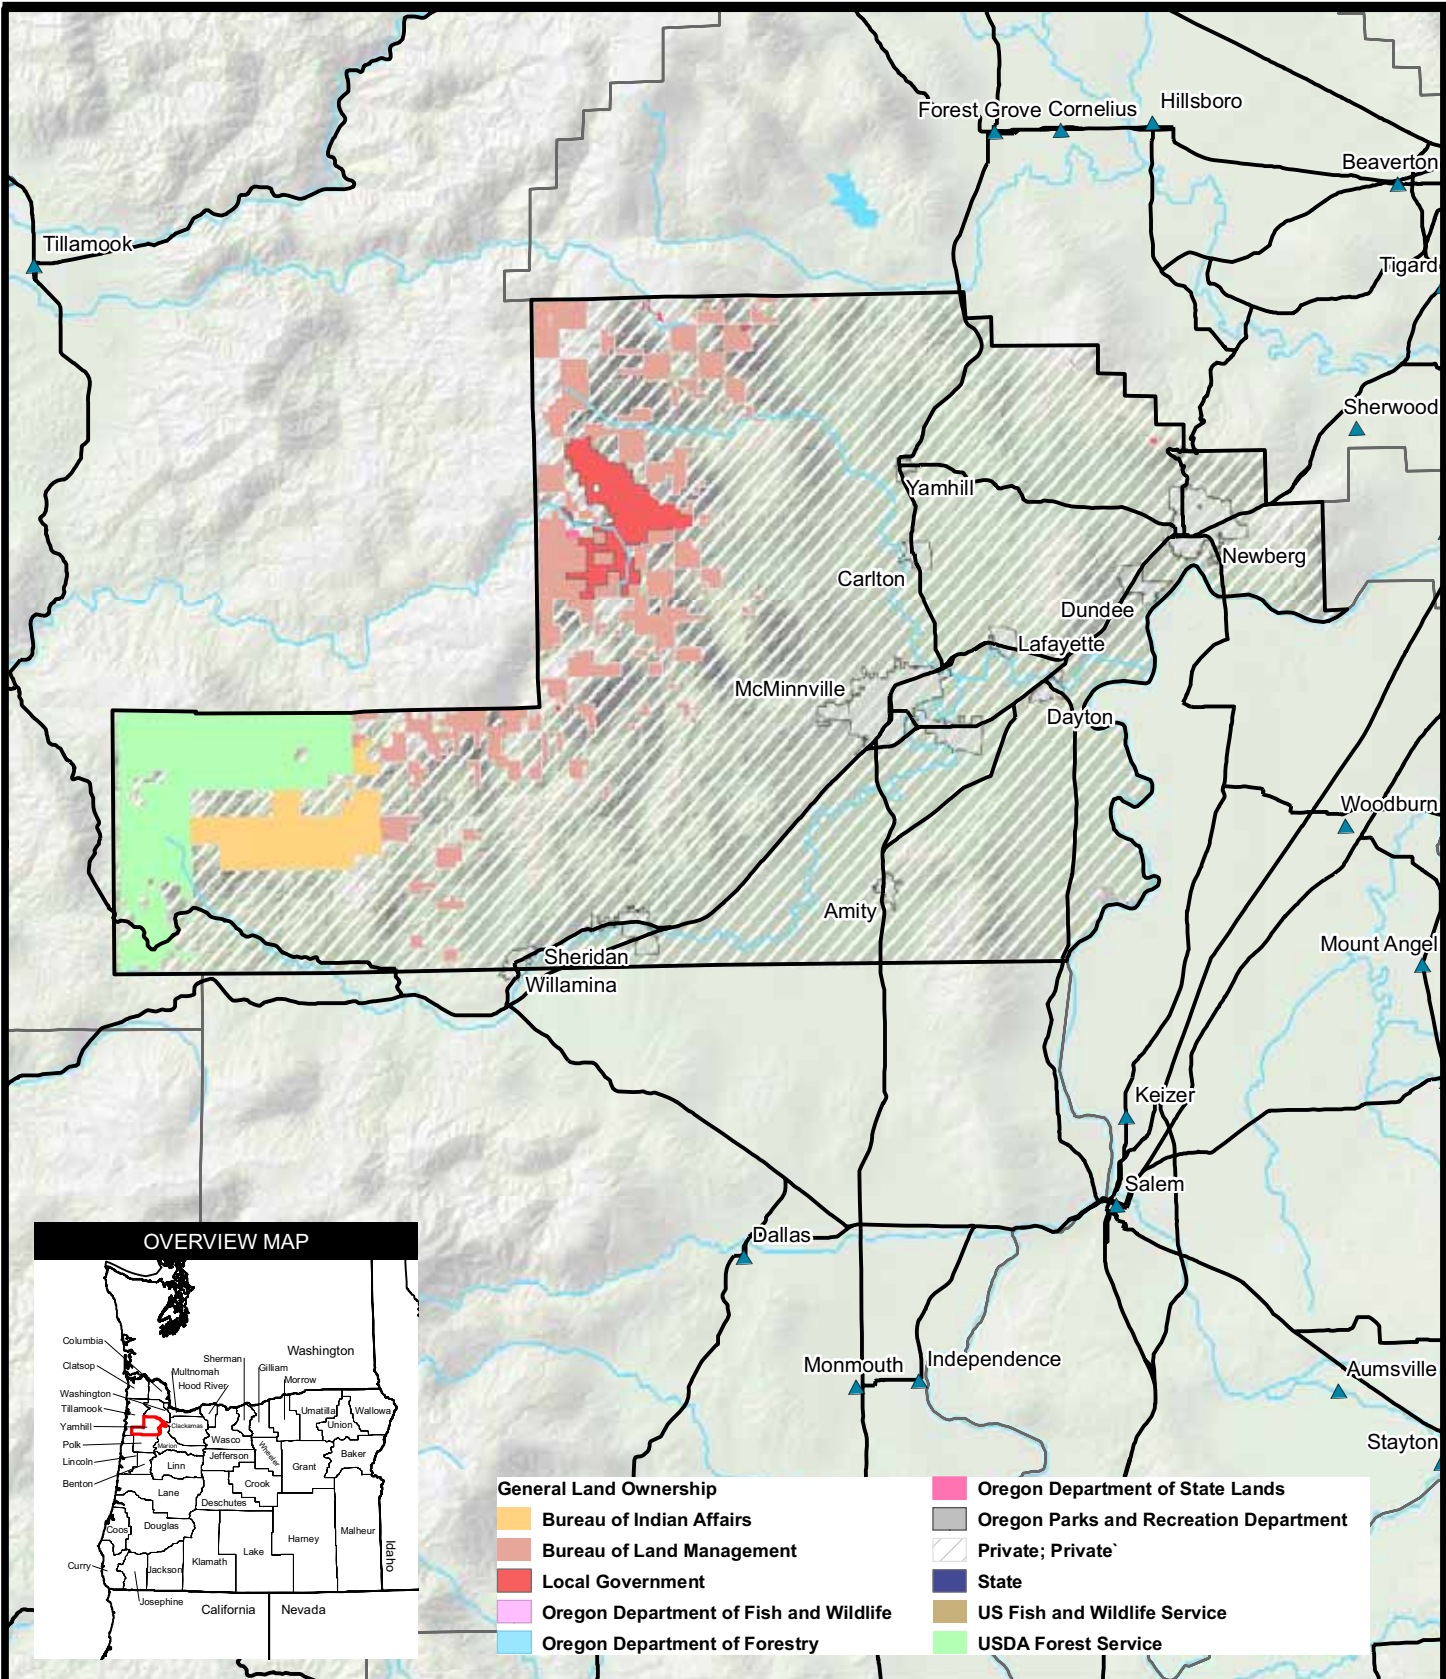 Forest Grove
Cornelius
Hillsboro
Beaverton
Tillamook
Tigard
Sherwood
Yamhill
Newberg
Carlton
Dundee
Lafayette
McMinnville
Dayton
Woodburn
Amity
Mount Angel
Sheridan
Willamina
Keizer
Salem
Dallas
Monmouth
Independence
Aumsville
Stayton
OVERVIEW MAP
Washington
Columbia
Clatsop
Multnomah
Sherman
Gilliam
Hood River
Morrow
Washington
Tillamook
Yamhill
Clackamas
Umatilla
Wallowa
Union
Polk
Marion
Wasco
Wheeler
Baker
Lincoln
Linn
Jefferson
Grant
Benton
Crook
Lane
Deschutes
Coos
Douglas
Malheur
Harney
Lake
Klamath
Idaho
Curry
Jackson
Josephine
California
Nevada
General Land Ownership
Bureau of Indian Affairs
Bureau of Land Management
Local Government
Oregon Department of Fish and Wildlife
Oregon Department of Forestry
Oregon Department of State Lands
Oregon Parks and Recreation Department
Private; Private`
State
US Fish and Wildlife Service
USDA Forest Service